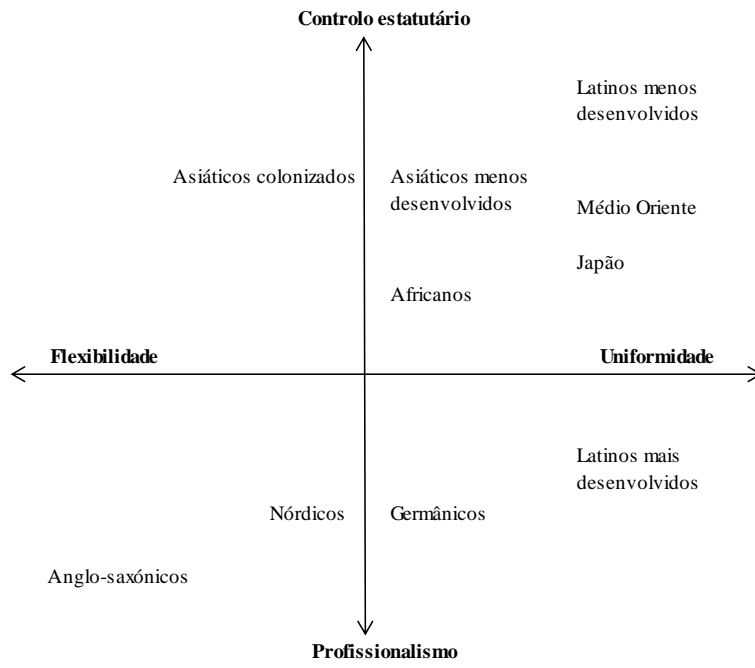 Controlo estatutário
Latinos menos
desenvolvidos
Asiáticos colonizados
Asiáticos menos
desenvolvidos
Médio Oriente
Japão
Africanos
Flexibilidade
Uniformidade
Latinos mais
desenvolvidos
Nórdicos
Germânicos
Anglo-saxónicos
Profissionalismo